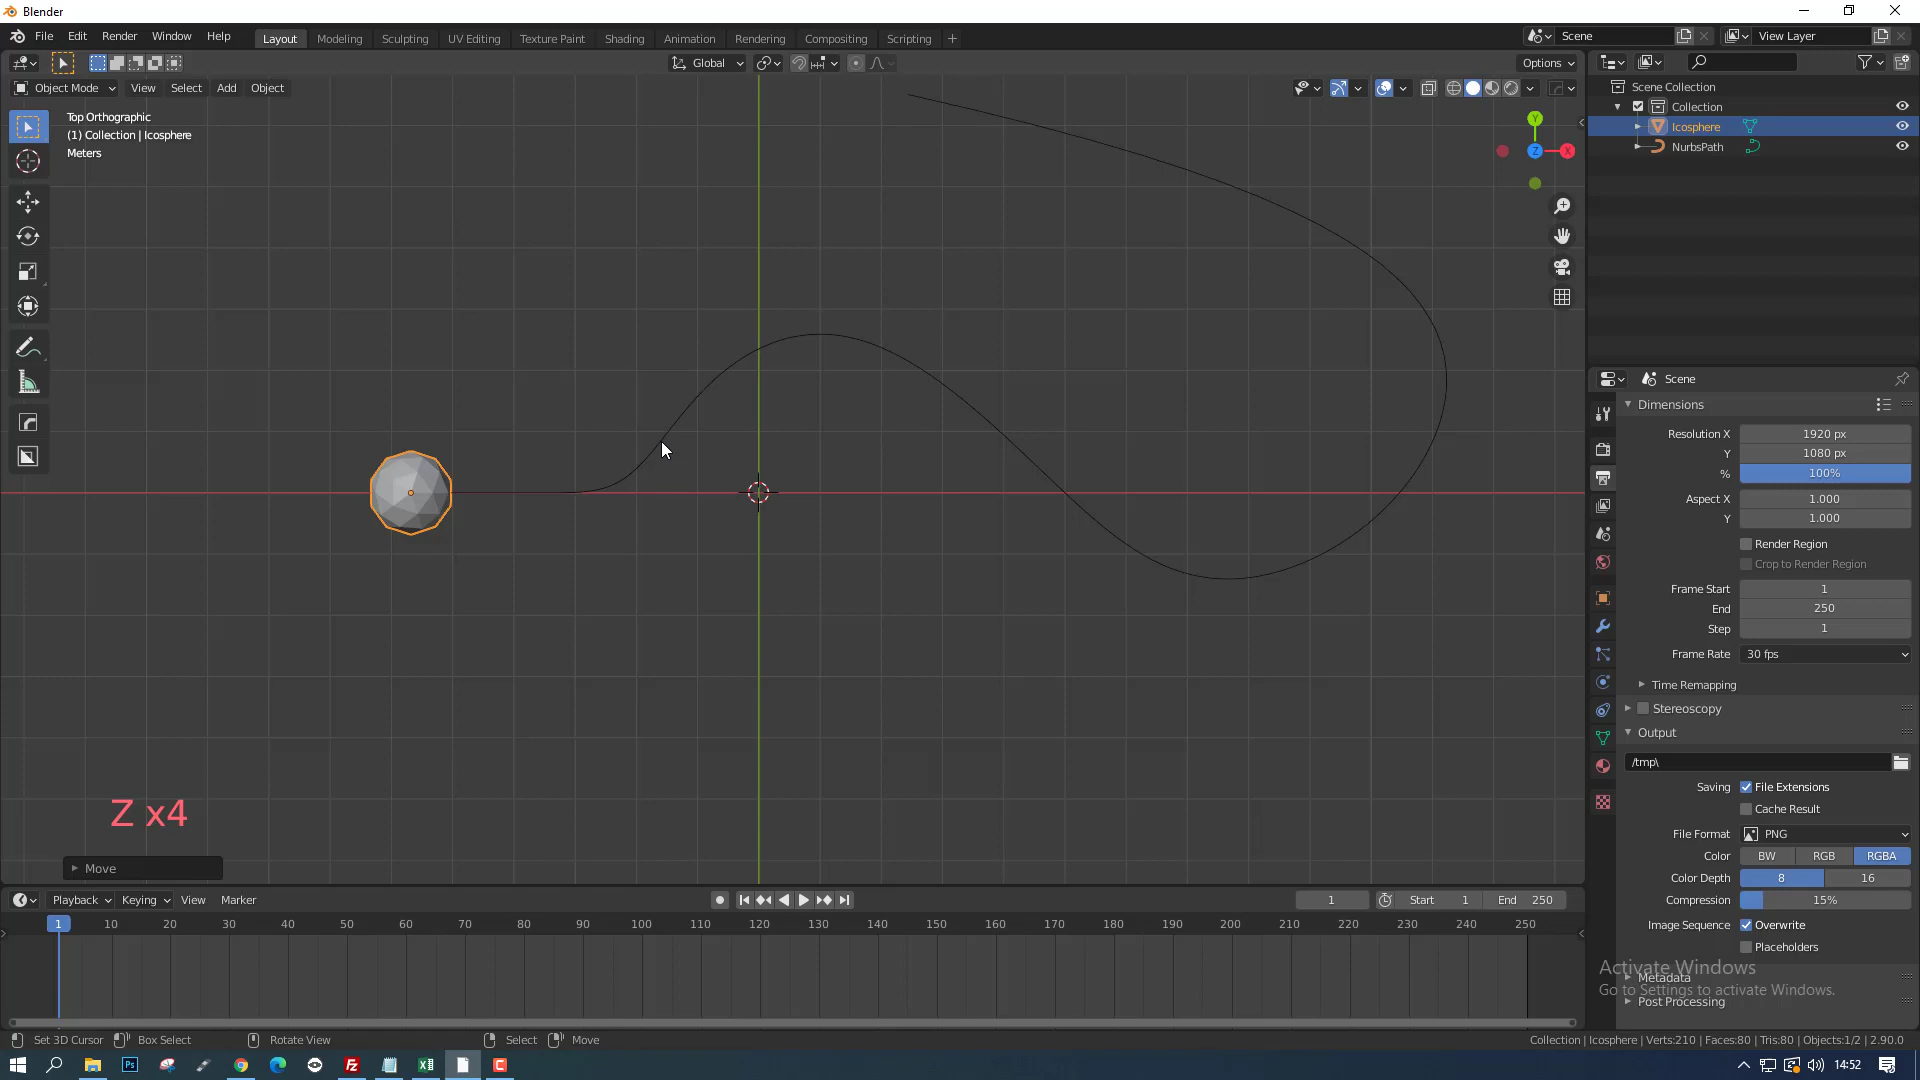 Blender
File Edit Render Window Help
Layout Modeling Sculpting UV Editing Texture Paint Shading Animation Rendering Compositing Scripting +
Scene
View Layer
Global
Options
Object Mode View Select Add Object
Top Orthographic
(1) Collection | Icosphere
Meters
Y
Z
X
Z x4
Move
Scene Collection
Collection
Icosphere
NurbsPath
Scene
Dimensions
Resolution X 1920 px
Y 1080 px
% 100%
Aspect X 1.000
Y 1.000
Render Region
Crop to Render Region
Frame Start 1
End 250
Step 1
Frame Rate 30 fps
Time Remapping
Stereoscopy
Output
/tmp\
Saving File Extensions
Cache Result
File Format PNG
Color BW RGB RGBA
Color Depth 8 16
Compression 15%
Image Sequence Overwrite
Placeholders
Metadata
Post Processing
Activate Windows
Go to Settings to activate Windows.
Playback Keying View Marker
1 Start 1 End 250
1 10 20 30 40 50 60 70 80 90 100 110 120 130 140 150 160 170 180 190 200 210 220 230 240 250
Set 3D Cursor Box Select Rotate View Select Move
Collection | Icosphere | Verts:210 | Faces:80 | Tris:80 | Objects:1/2 | 2.90.0
Ps
Fz
14:52